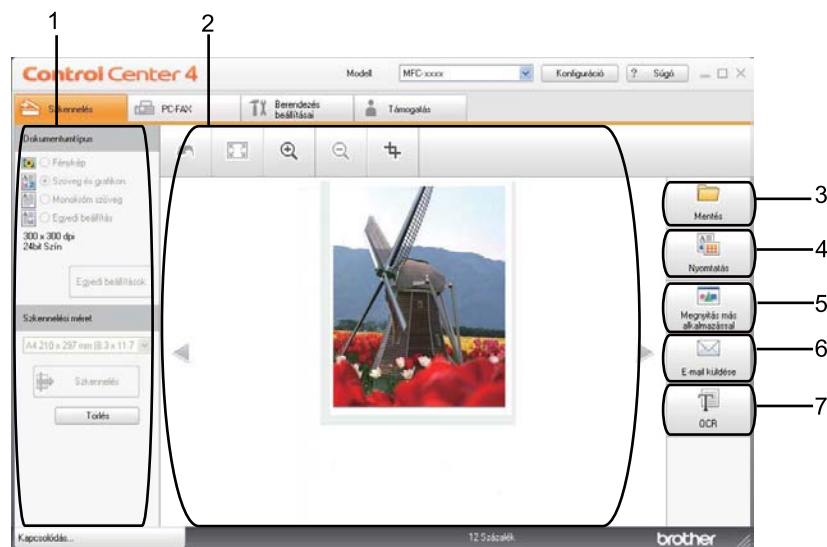 1
2
Control Center 4
Modell
MFC-xxxx
Konfiguráció
? Súgó
Szkennelés
PC-FAX
Berendezés
beállításai
Támogatás
Dokumentumtípus
Fénykép
Szöveg és grafikon
Monokróm szöveg
Egyedi beállítás
300 x 300 dpi
24bit Szín
Egyedi beállítások
Szkennelési méret
A4 210 x 297 mm (8.3 x 11.7
Szkennelés
Törlés
Mentés
3
Nyomtatás
4
Megnyitás más
alkalmazással
5
E-mail küldése
6
OCR
7
Kapcsolódás...
12 Százalék
brother